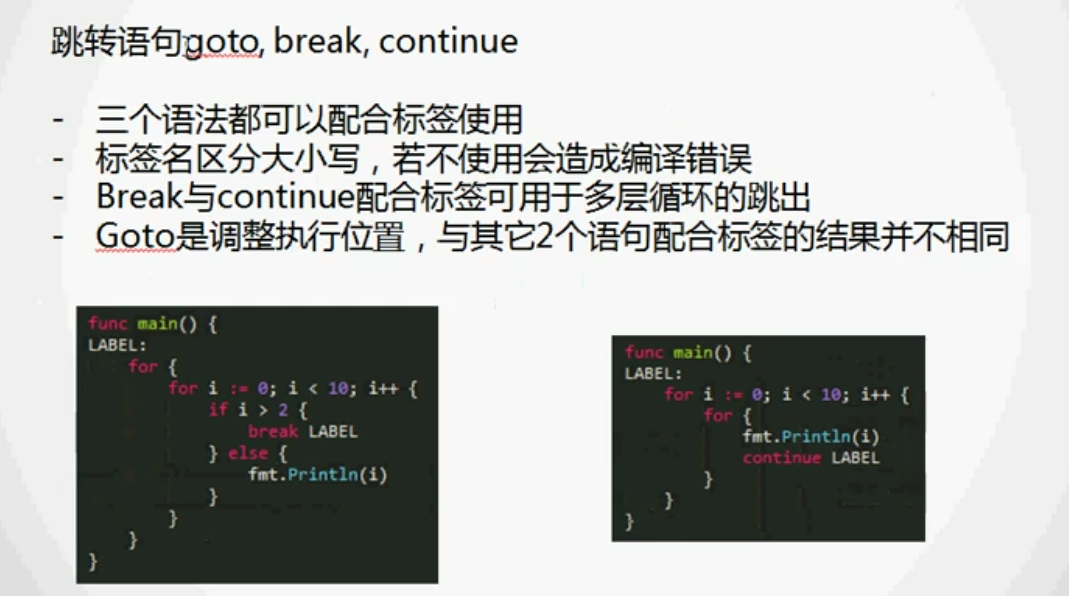 跳转语句goto, break, continue
- 三个语法都可以配合标签使用
- 标签名区分大小写，若不使用会造成编译错误
- Break与continue配合标签可用于多层循环的跳出
- Goto是调整执行位置，与其它2个语句配合标签的结果并不相同
func main() {
LABEL:
    for {
        for i := 0; i < 10; i++ {
            if i > 2 {
                break LABEL
            } else {
                fmt.Println(i)
            }
        }
    }
}
func main() {
LABEL:
    for i := 0; i < 10; i++ {
        for {
            fmt.Println(i)
            continue LABEL
        }
    }
}